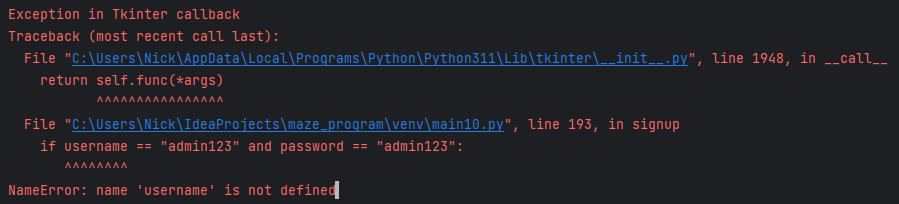 Exception in Tkinter callback
Traceback (most recent call last):
  File "C:\Users\Nick\AppData\Local\Programs\Python\Python311\Lib\tkinter\__init__.py", line 1948, in __call__
    return self.func(*args)
           ^^^^^^^^^^^^^^^^
  File "C:\Users\Nick\IdeaProjects\maze_program\venv\main10.py", line 193, in signup
    if username == "admin123" and password == "admin123":
       ^^^^^^^^
NameError: name 'username' is not defined